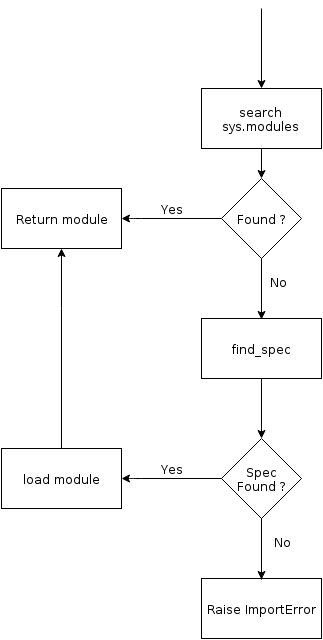 search
sys.modules
Return module
Yes
Found ?
No
find_spec
load module
Yes
Spec
Found ?
No
Raise ImportError